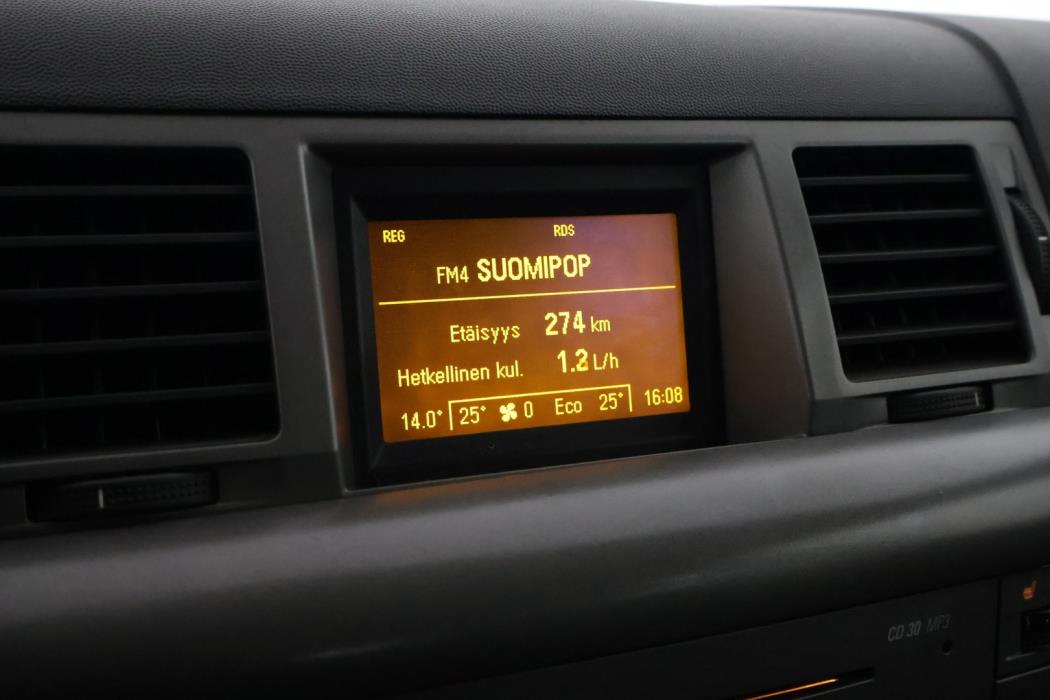 REG RDS
FM4 SUOMIPOP
Etäisyys 274 km
Hetkellinen kul. 1.2 L/h
14.0° 25° 0 Eco 25° 16:08
CD 30 MP3